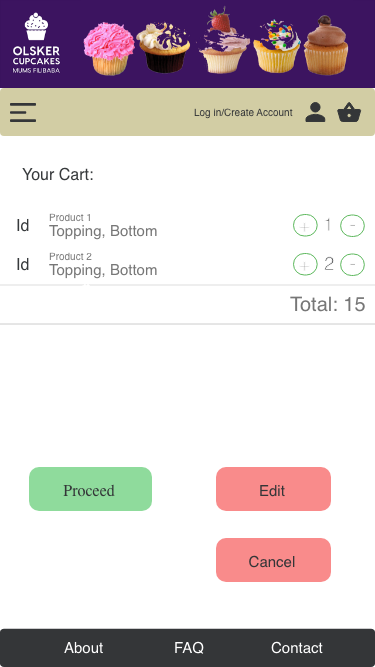 OLSKER
CUPCAKES
MUMS FILIBABA
Log in/Create Account
Your Cart:
Id
Product 1
Topping, Bottom
+ 1 -
Id
Product 2
Topping, Bottom
+ 2 -
Total: 15
Proceed
Edit
Cancel
About FAQ Contact